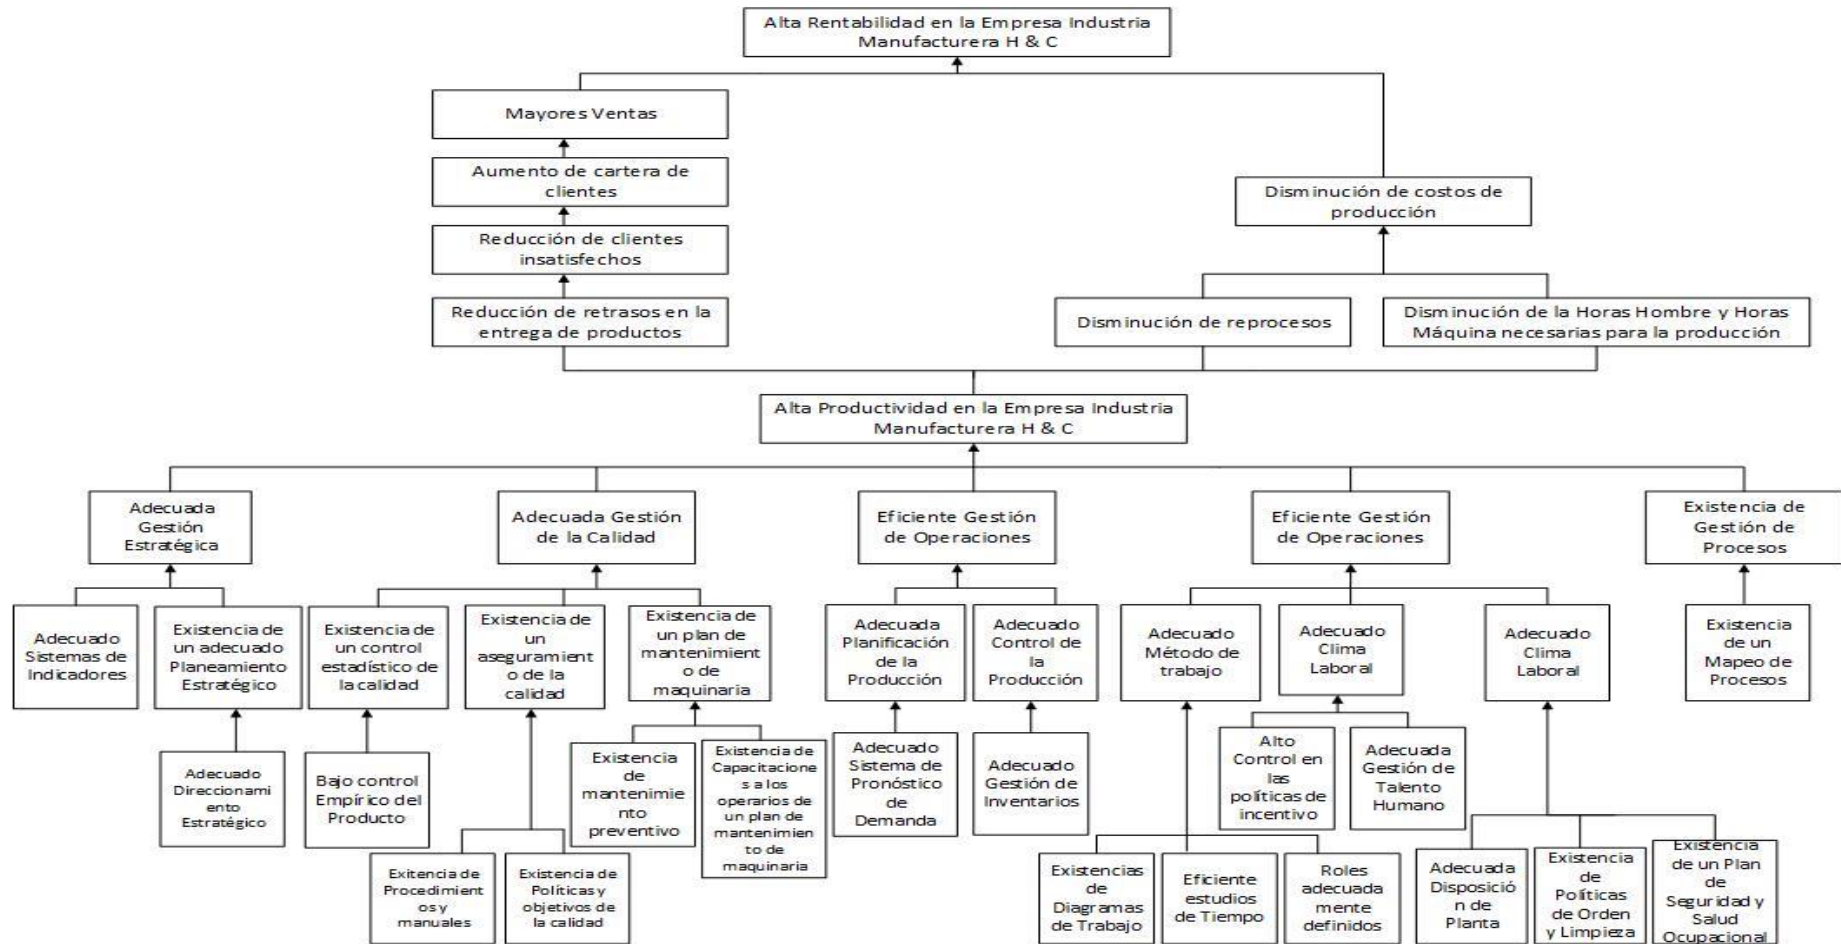 Alta Rentabilidad en la Empresa Industria
Manufacturera H & C
Mayores Ventas
Aumento de cartera de
clientes
Disminución de costos de
producción
Reducción de clientes
insatisfechos
Reducción de retrasos en la
entrega de productos
Disminución de reprocesos
Disminución de la Horas Hombre y Horas
Máquina necesarias para la producción
Alta Productividad en la Empresa Industria
Manufacturera H & C
Adecuada
Gestión
Estratégica
Adecuada Gestión
de la Calidad
Eficiente Gestión
de Operaciones
Eficiente Gestión
de Operaciones
Existencia de
Gestión de
Procesos
Adecuado
Sistemas de
Indicadores
Existencia de
un adecuado
Planeamiento
Estratégico
Existencia de
un control
estadístico de
la calidad
Existencia de
un
aseguramient
o de la
calidad
Existencia de
un plan de
mantenimient
o de
maquinaria
Adecuada
Planificación
de la
Producción
Adecuado
Control de
la
Producción
Adecuado
Método de
trabajo
Adecuado
Clima
Laboral
Adecuado
Clima
Laboral
Existencia
de un
Mapeo de
Procesos
Adecuado
Direccionami
ento
Estratégico
Bajo control
Empírico del
Producto
Existencia
de
mantenimie
nto
preventivo
Existencia de
Capacitacione
s a los
operarios de
un plan de
mantenimien
to de
maquinaria
Adecuado
Sistema de
Pronóstico
de
Demanda
Adecuado
Gestión de
Inventarios
Alto
Control en
las
políticas de
incentivo
Adecuada
Gestión de
Talento
Humano
Exitencia de
Procedimient
os y
manuales
Existencia de
Políticas y
objetivos de
la calidad
Existencias
de
Diagramas
de Trabajo
Eficiente
estudios
de Tiempo
Roles
adecuada
mente
definidos
Adecuada
Disposició
n de
Planta
Existencia
de
Políticas
de Orden
y Limpieza
Existencia
de un Plan
de
Seguridad y
Salud
Ocupacional